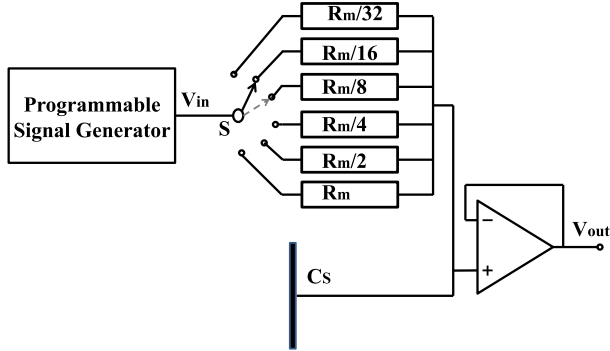 Rm/32
Rm/16
Rm/8
Rm/4
Rm/2
Rm
Programmable
Signal Generator
Vin
S
Cs
−
+
Vout